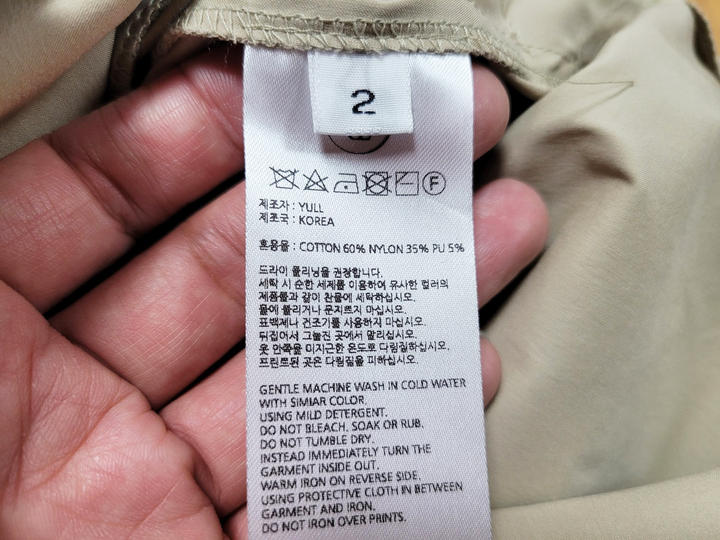 2
F
제조자 : YULL
제조국 : KOREA
혼용율 : COTTON 60% NYLON 35% PU 5%
드라이 클리닝을 권장합니다.
세탁 시 순한 세제를 이용하여 유사한 컬러의
제품물과 같이 찬물에 세탁하십시오.
물에 불리거나 문지르지 마십시오.
표백제나 건조기를 사용하지 마십시오.
뒤집어서 그늘진 곳에서 말리십시오.
옷 안쪽을 미지근한 온도로 다림질하십시오.
프린트된 곳은 다림질을 피하십시오.
GENTLE MACHINE WASH IN COLD WATER
WITH SIMIAR COLOR.
USING MILD DETERGENT.
DO NOT BLEACH, SOAK OR RUB.
DO NOT TUMBLE DRY.
INSTEAD IMMEDIATELY TURN THE
GARMENT INSIDE OUT.
WARM IRON ON REVERSE SIDE.
USING PROTECTIVE CLOTH IN BETWEEN
GARMENT AND IRON.
DO NOT IRON OVER PRINTS.